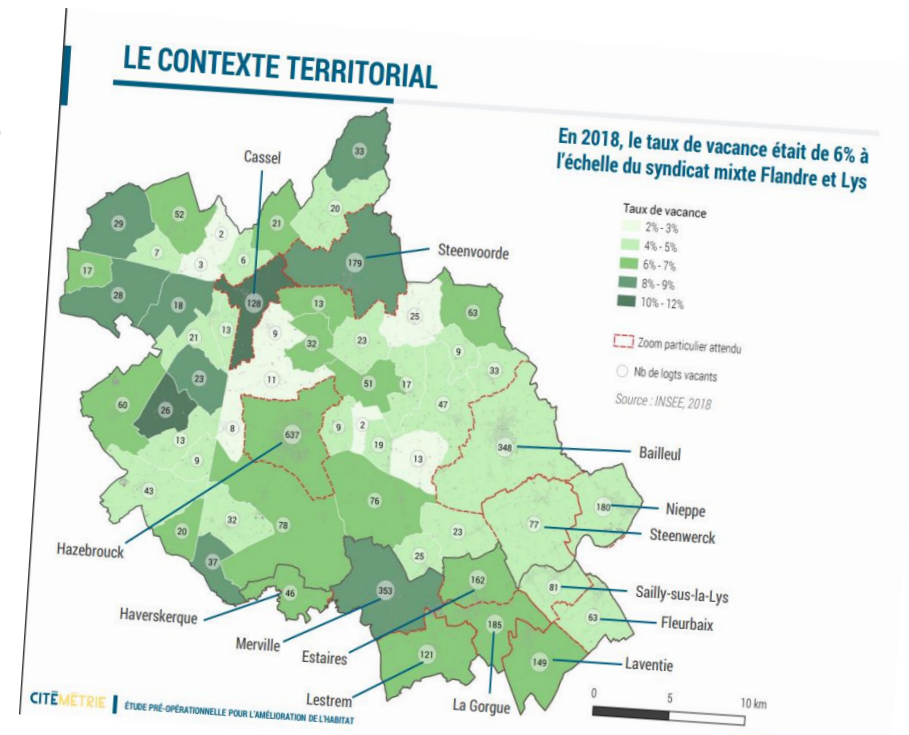 LE CONTEXTE TERRITORIAL
En 2018, le taux de vacance était de 6% à
l'échelle du syndicat mixte Flandre et Lys
Taux de vacance
2% - 3%
4% - 5%
6% - 7%
8% - 9%
10% - 12%
Zoom particulier attendu
Nb de logts vacants
Source : INSEE, 2018
Cassel
33
20
52
29
2
21
7
3
6
Steenvoorde
179
17
28
18
128
13
25
63
21
13
9
32
23
9
33
23
11
51
17
60
26
47
8
637
9
2
19
13
348
Bailleul
13
9
43
76
180
Nieppe
32
78
20
23
77
Steenwerck
Hazebrouck
37
25
46
353
162
81
Sailly-sus-la-Lys
Haverskerque
63
Fleurbaix
Merville
185
Estaires
121
149
Laventie
Lestrem
La Gorgue
0
5
10 km
CITÉMÉTRIE
ÉTUDE PRÉ-OPÉRATIONNELLE POUR L'AMÉLIORATION DE L'HABITAT